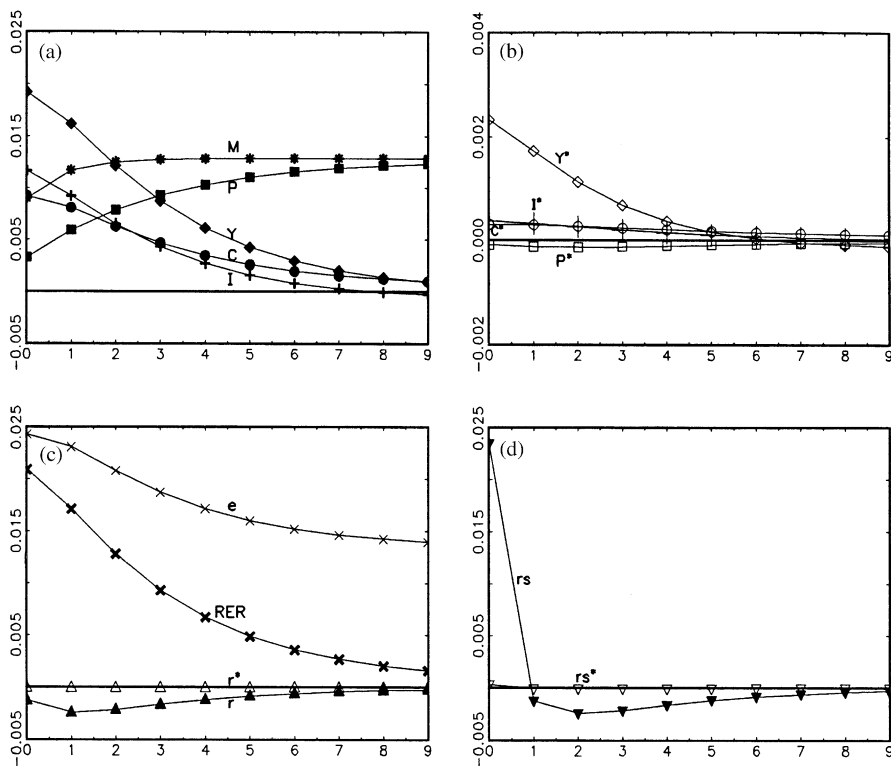 (a)
0.025
0.015
0.005
−0.005
M
P
Y
C
I
0 1 2 3 4 5 6 7 8 9
(b)
0.004
0.002
0.000
−0.002
Y*
I*
C*
P*
0 1 2 3 4 5 6 7 8 9
(c)
0.025
0.015
0.005
−0.005
e
RER
r*
r
0 1 2 3 4 5 6 7 8 9
(d)
0.025
0.015
0.005
−0.005
rs
rs*
0 1 2 3 4 5 6 7 8 9